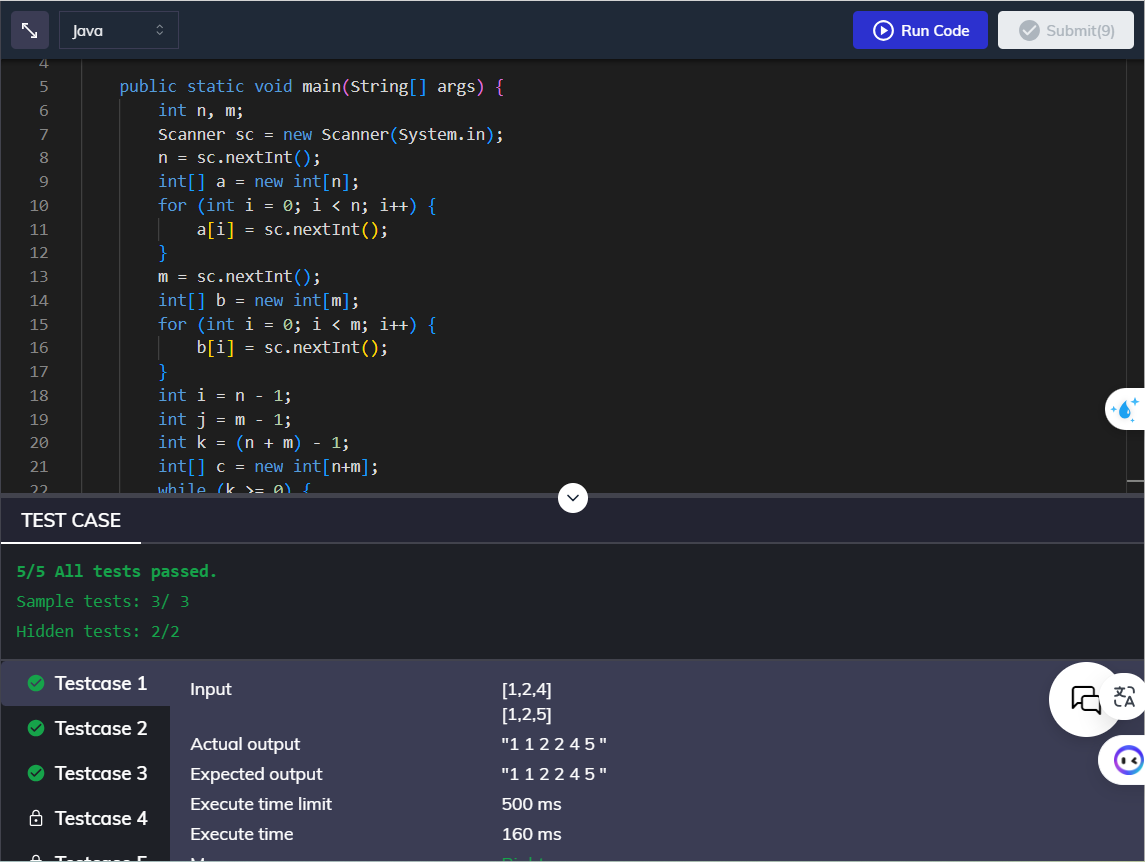 Java
Run Code
Submit(9)
4
5 public static void main(String[] args) {
6 int n, m;
7 Scanner sc = new Scanner(System.in);
8 n = sc.nextInt();
9 int[] a = new int[n];
10 for (int i = 0; i < n; i++) {
11 a[i] = sc.nextInt();
12 }
13 m = sc.nextInt();
14 int[] b = new int[m];
15 for (int i = 0; i < m; i++) {
16 b[i] = sc.nextInt();
17 }
18 int i = n - 1;
19 int j = m - 1;
20 int k = (n + m) - 1;
21 int[] c = new int[n+m];
22 while (k >= 0) {
TEST CASE
5/5 All tests passed.
Sample tests: 3/ 3
Hidden tests: 2/2
Testcase 1
Testcase 2
Testcase 3
Testcase 4
Testcase 5
Input
[1,2,4]
[1,2,5]
Actual output
"1 1 2 2 4 5 "
Expected output
"1 1 2 2 4 5 "
Execute time limit
500 ms
Execute time
160 ms